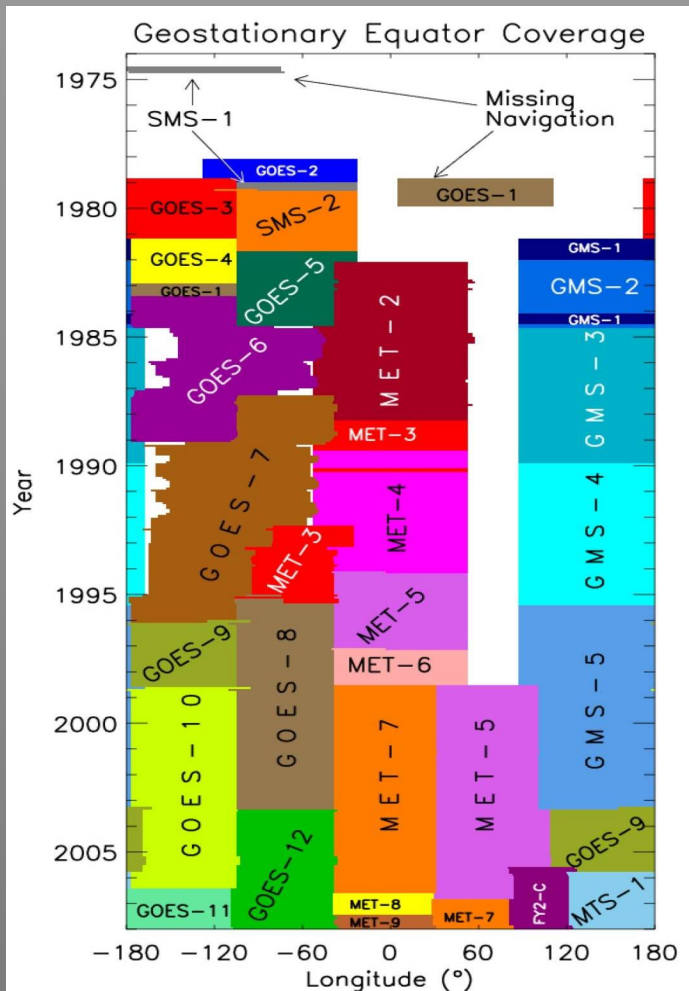 Geostationary Equator Coverage
1975
SMS-1
Missing
Navigation
GOES-2
GOES-3
GOES-1
1980
SMS-2
GOES-4
GMS-1
GOES-5
GOES-1
GMS-2
GMS-1
MET-2
1985
GOES-6
GMS-3
MET-3
1990
Year
GOES-7
MET-4
GMS-4
MET-3
1995
MET-5
GOES-9
GOES-8
MET-6
GMS-5
2000
GOES-10
MET-7
MET-5
GOES-9
2005
GOES-12
GOES-11
MET-8
MET-9
MET-7
FY2-C
MTS-1
-180 -120 -60 0 60 120 180
Longitude (°)